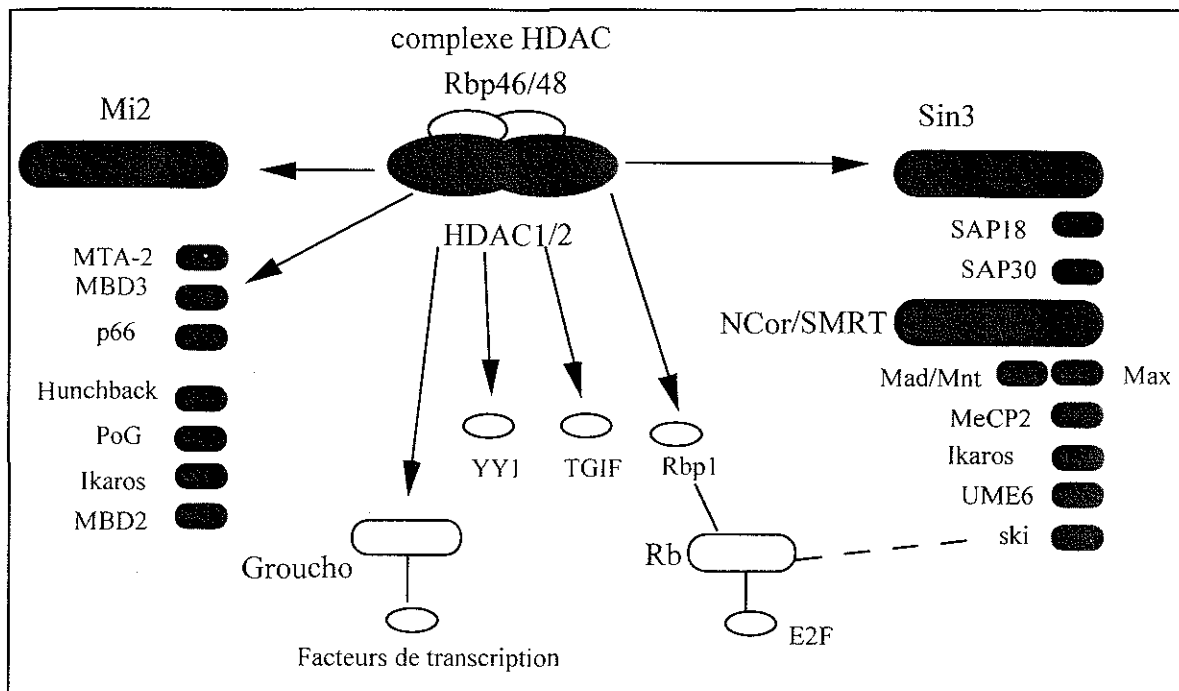 complexe HDAC
Rbp46/48
Mi2
Sin3
HDAC1/2
MTA-2
MBD3
p66
Hunchback
PoG
Ikaros
MBD2
SAP18
SAP30
NCor/SMRT
Mad/Mnt
Max
MeCP2
Ikaros
UME6
ski
YY1
TGIF
Rbp1
Groucho
Rb
E2F
Facteurs de transcription